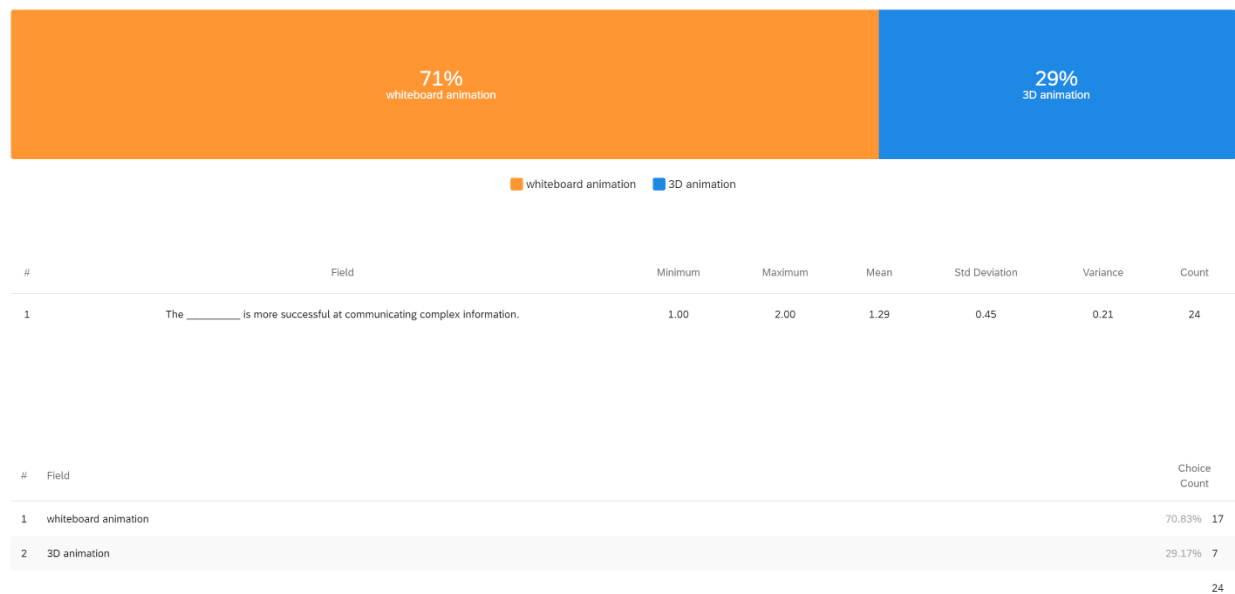 71%
whiteboard animation
29%
3D animation
whiteboard animation 3D animation
# Field Minimum Maximum Mean Std Deviation Variance Count
1 The __________ is more successful at communicating complex information. 1.00 2.00 1.29 0.45 0.21 24
# Field Choice
Count
1 whiteboard animation 70.83% 17
2 3D animation 29.17% 7
24